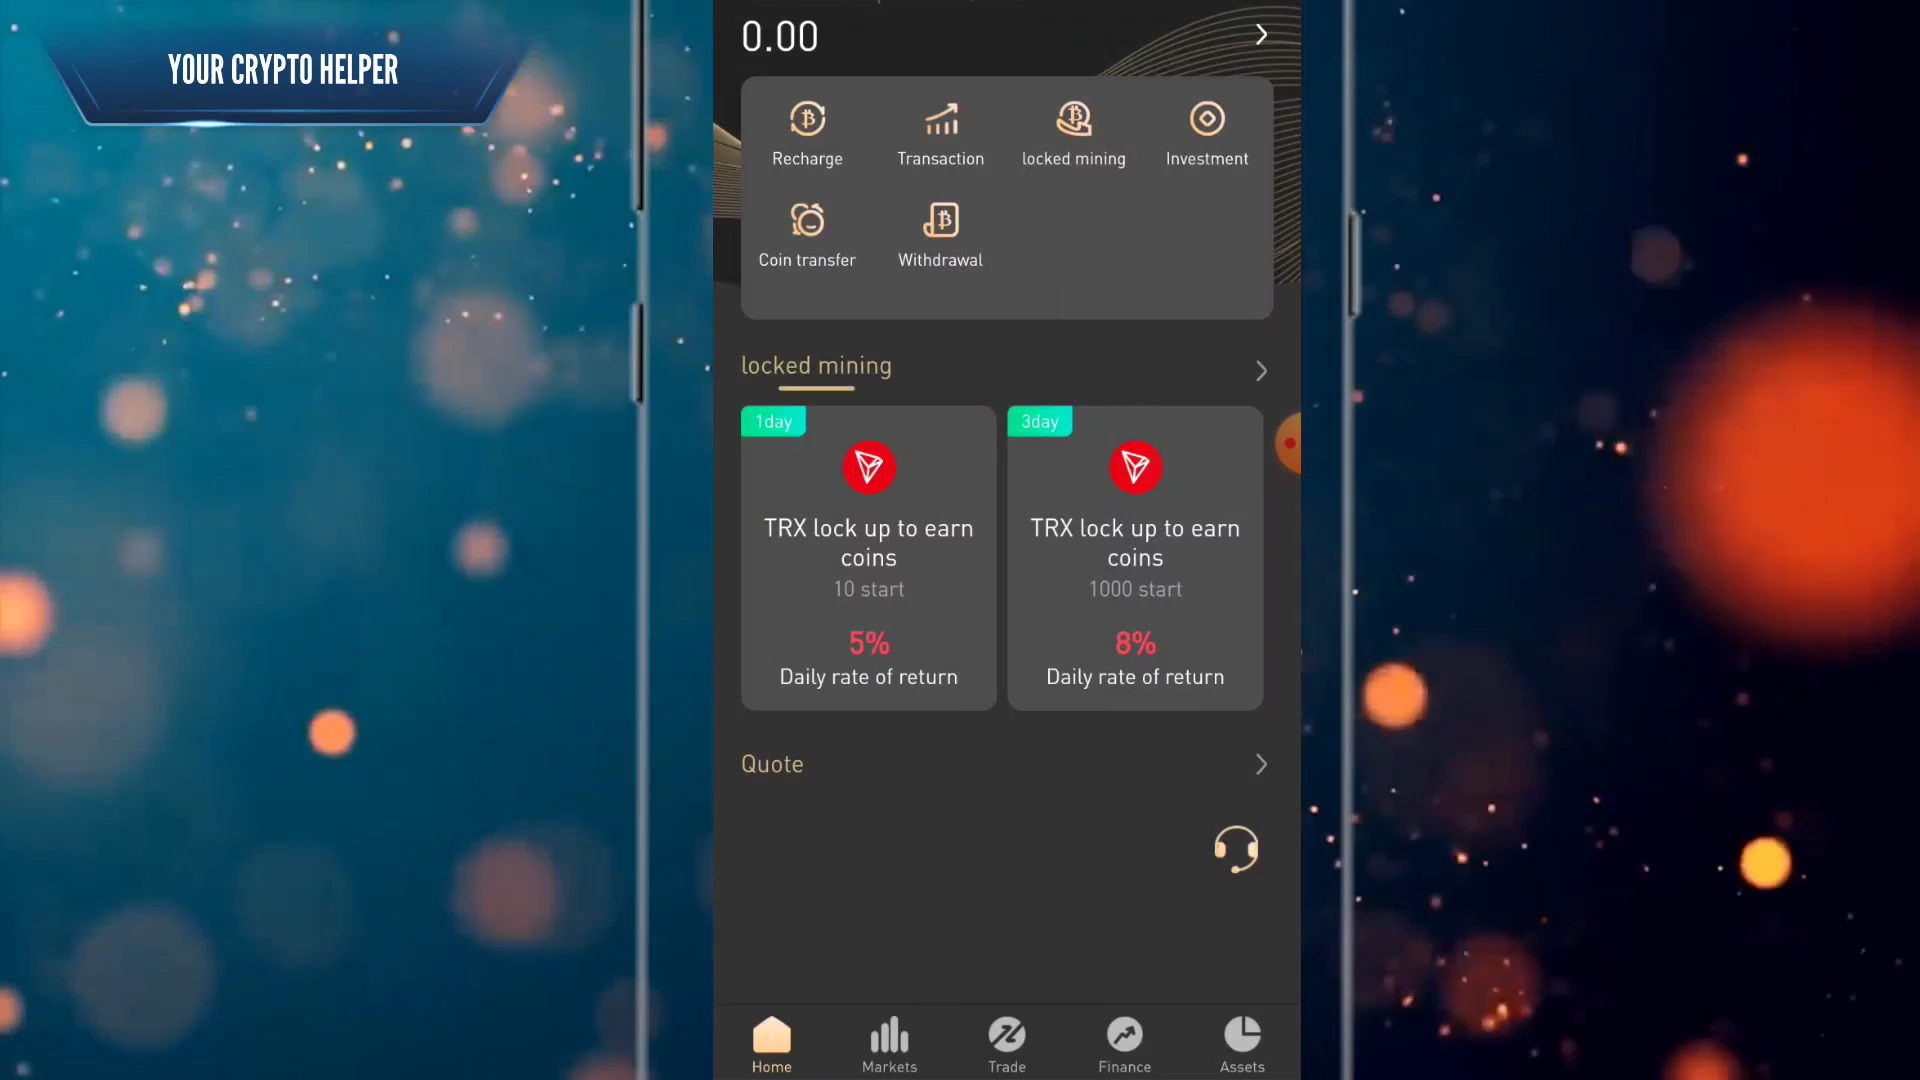 YOUR CRYPTO HELPER
0.00
Recharge
Transaction
locked mining
Investment
Coin transfer
Withdrawal
locked mining
1day
TRX lock up to earn
coins
10 start
5%
Daily rate of return
3day
TRX lock up to earn
coins
1000 start
8%
Daily rate of return
Quote
Home
Markets
Trade
Finance
Assets